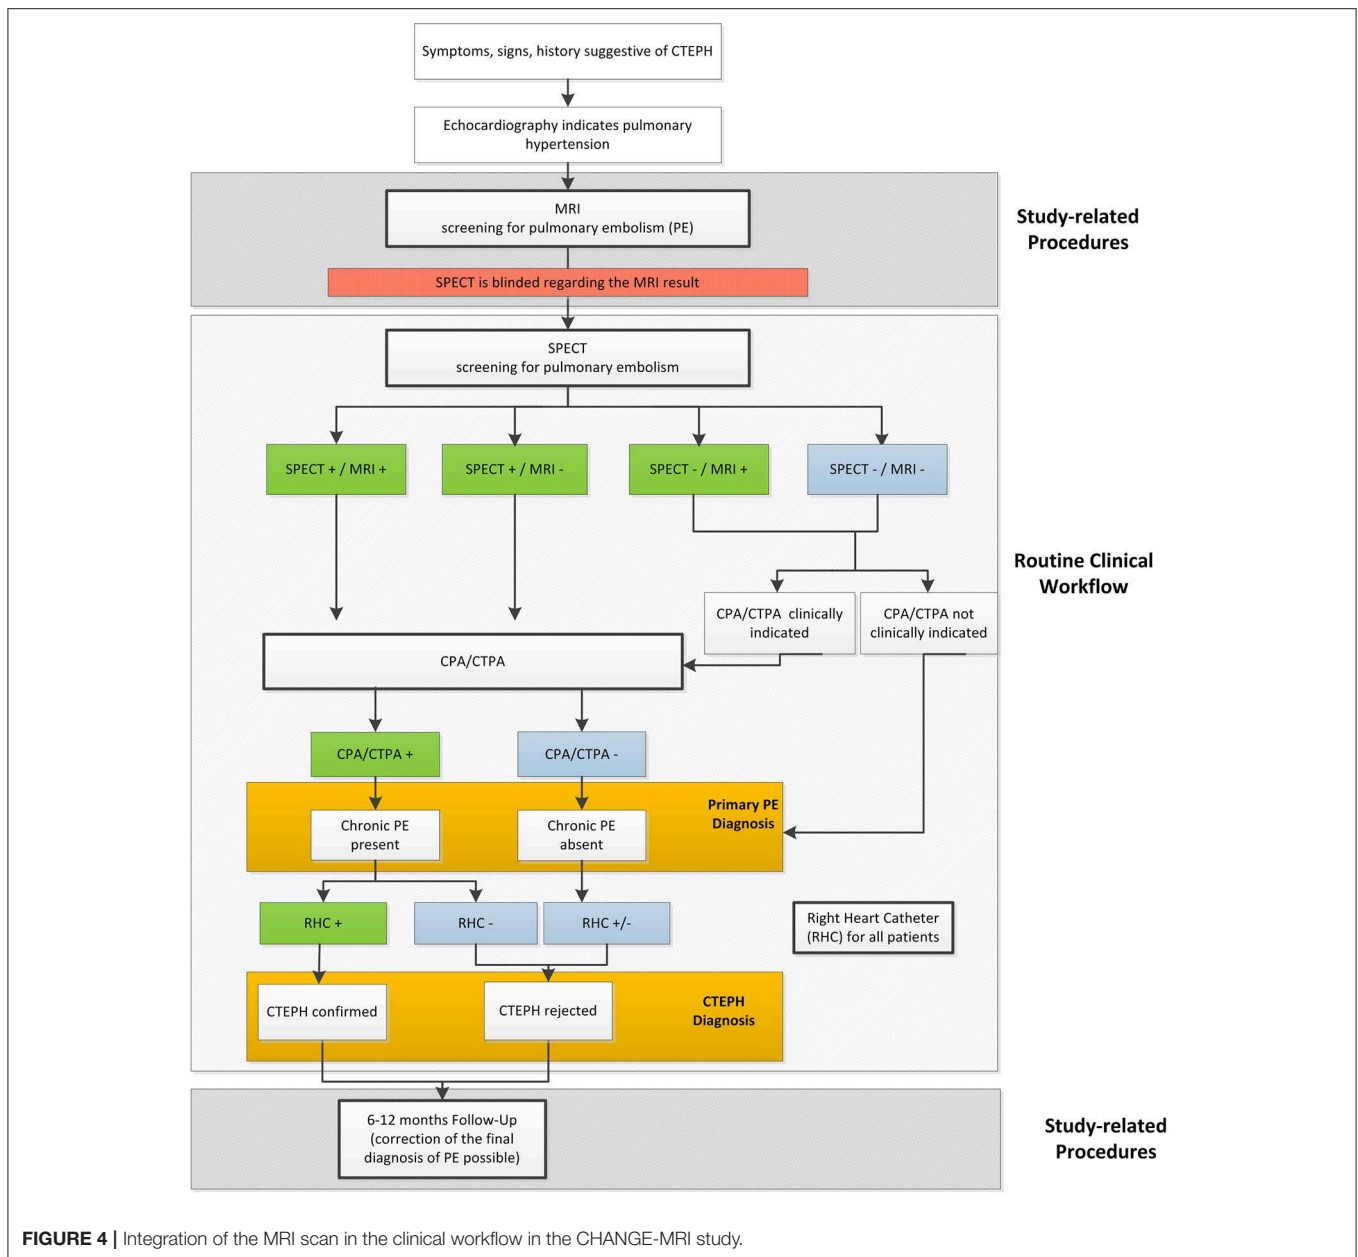 Symptoms, signs, history suggestive of CTEPH
Echocardiography indicates pulmonary
hypertension
MRI
screening for pulmonary embolism (PE)
Study-related
Procedures
SPECT is blinded regarding the MRI result
SPECT
screening for pulmonary embolism
SPECT + / MRI +
SPECT + / MRI -
SPECT - / MRI +
SPECT - / MRI -
Routine Clinical
Workflow
CPA/CTPA clinically
indicated
CPA/CTPA not
clinically indicated
CPA/CTPA
CPA/CTPA +
CPA/CTPA -
Primary PE
Diagnosis
Chronic PE
present
Chronic PE
absent
RHC +
RHC -
RHC +/-
Right Heart Catheter
(RHC) for all patients
CTEPH confirmed
CTEPH rejected
CTEPH
Diagnosis
6-12 months Follow-Up
(correction of the final
diagnosis of PE possible)
Study-related
Procedures
FIGURE 4 | Integration of the MRI scan in the clinical workflow in the CHANGE-MRI study.